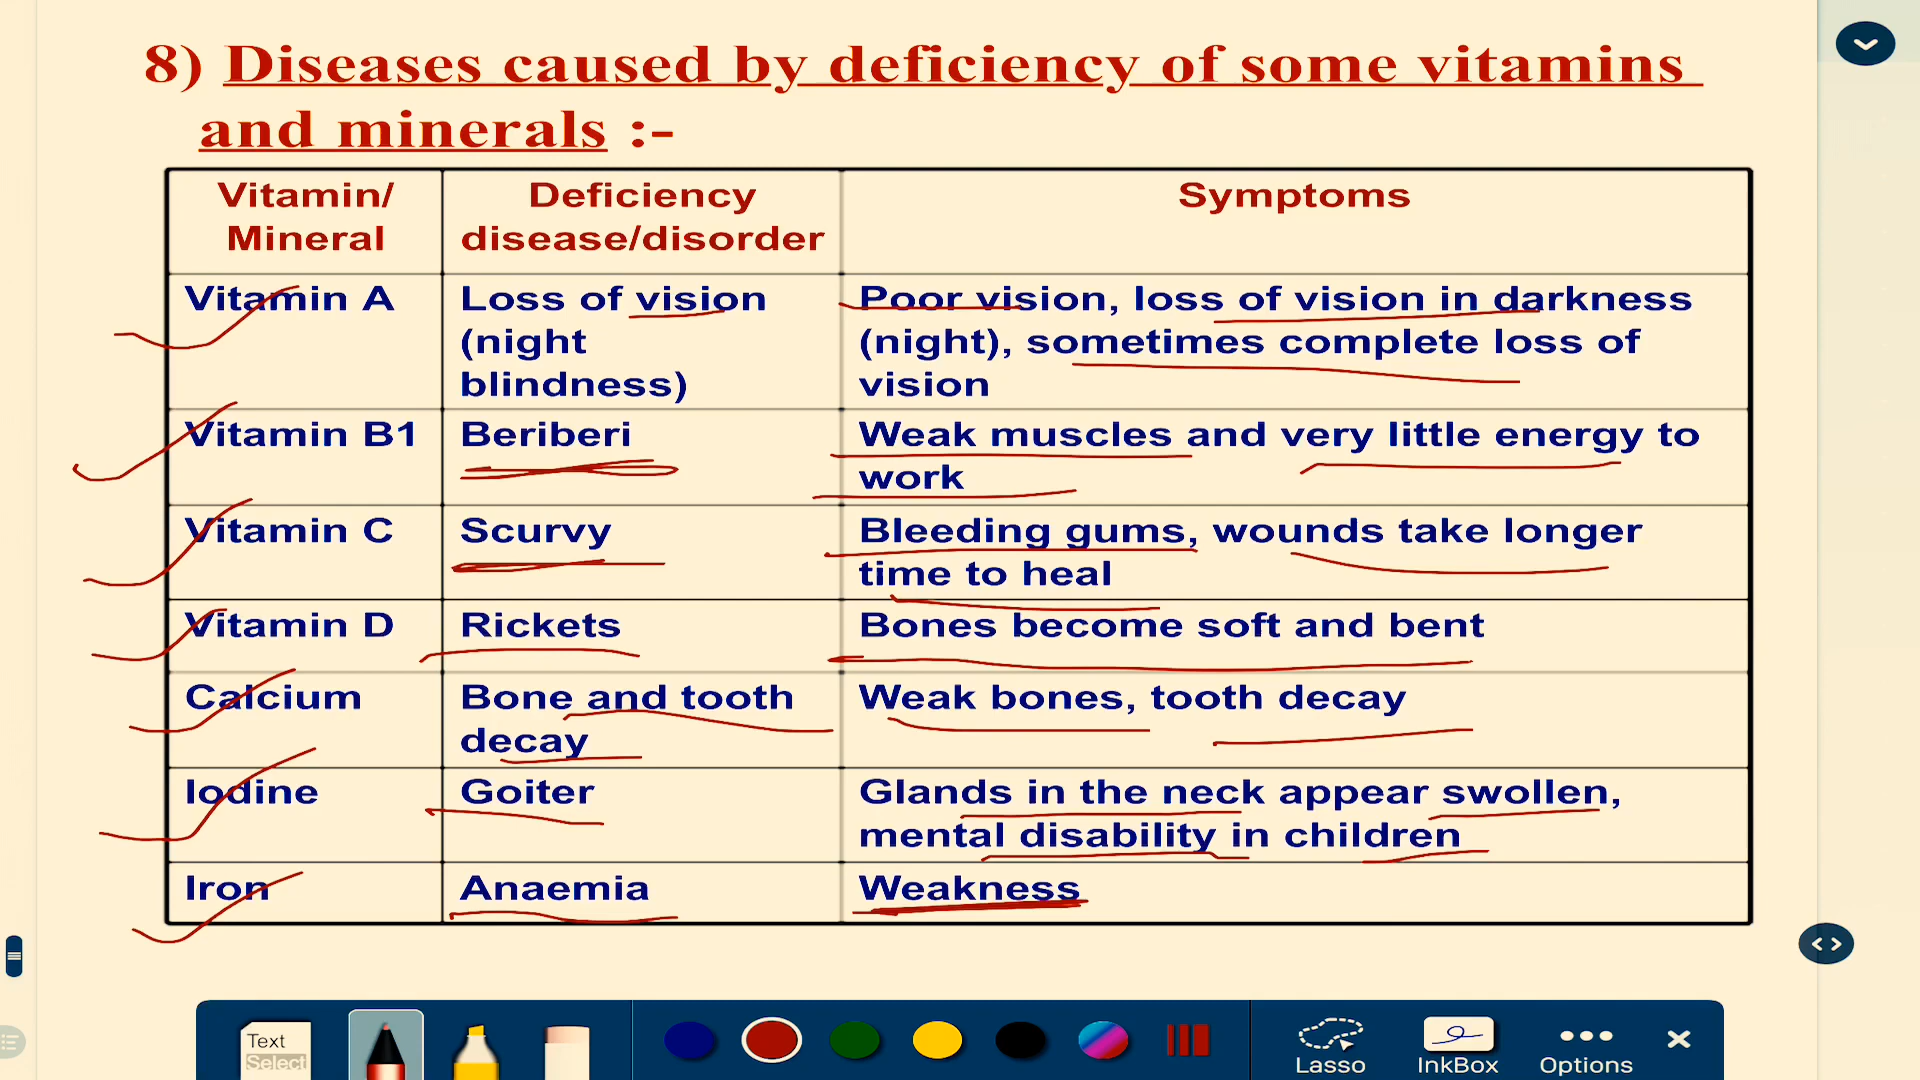 8) Diseases caused by deficiency of some vitamins
and minerals :-
Vitamin/
Mineral
Deficiency
disease/disorder
Symptoms
Vitamin A
Loss of vision
(night
blindness)
Poor vision, loss of vision in darkness
(night), sometimes complete loss of
vision
Vitamin B1
Beriberi
Weak muscles and very little energy to
work
Vitamin C
Scurvy
Bleeding gums, wounds take longer
time to heal
Vitamin D
Rickets
Bones become soft and bent
Calcium
Bone and tooth
decay
Weak bones, tooth decay
Iodine
Goiter
Glands in the neck appear swollen,
mental disability in children
Iron
Anaemia
Weakness
Text
Select
Lasso
InkBox
Options